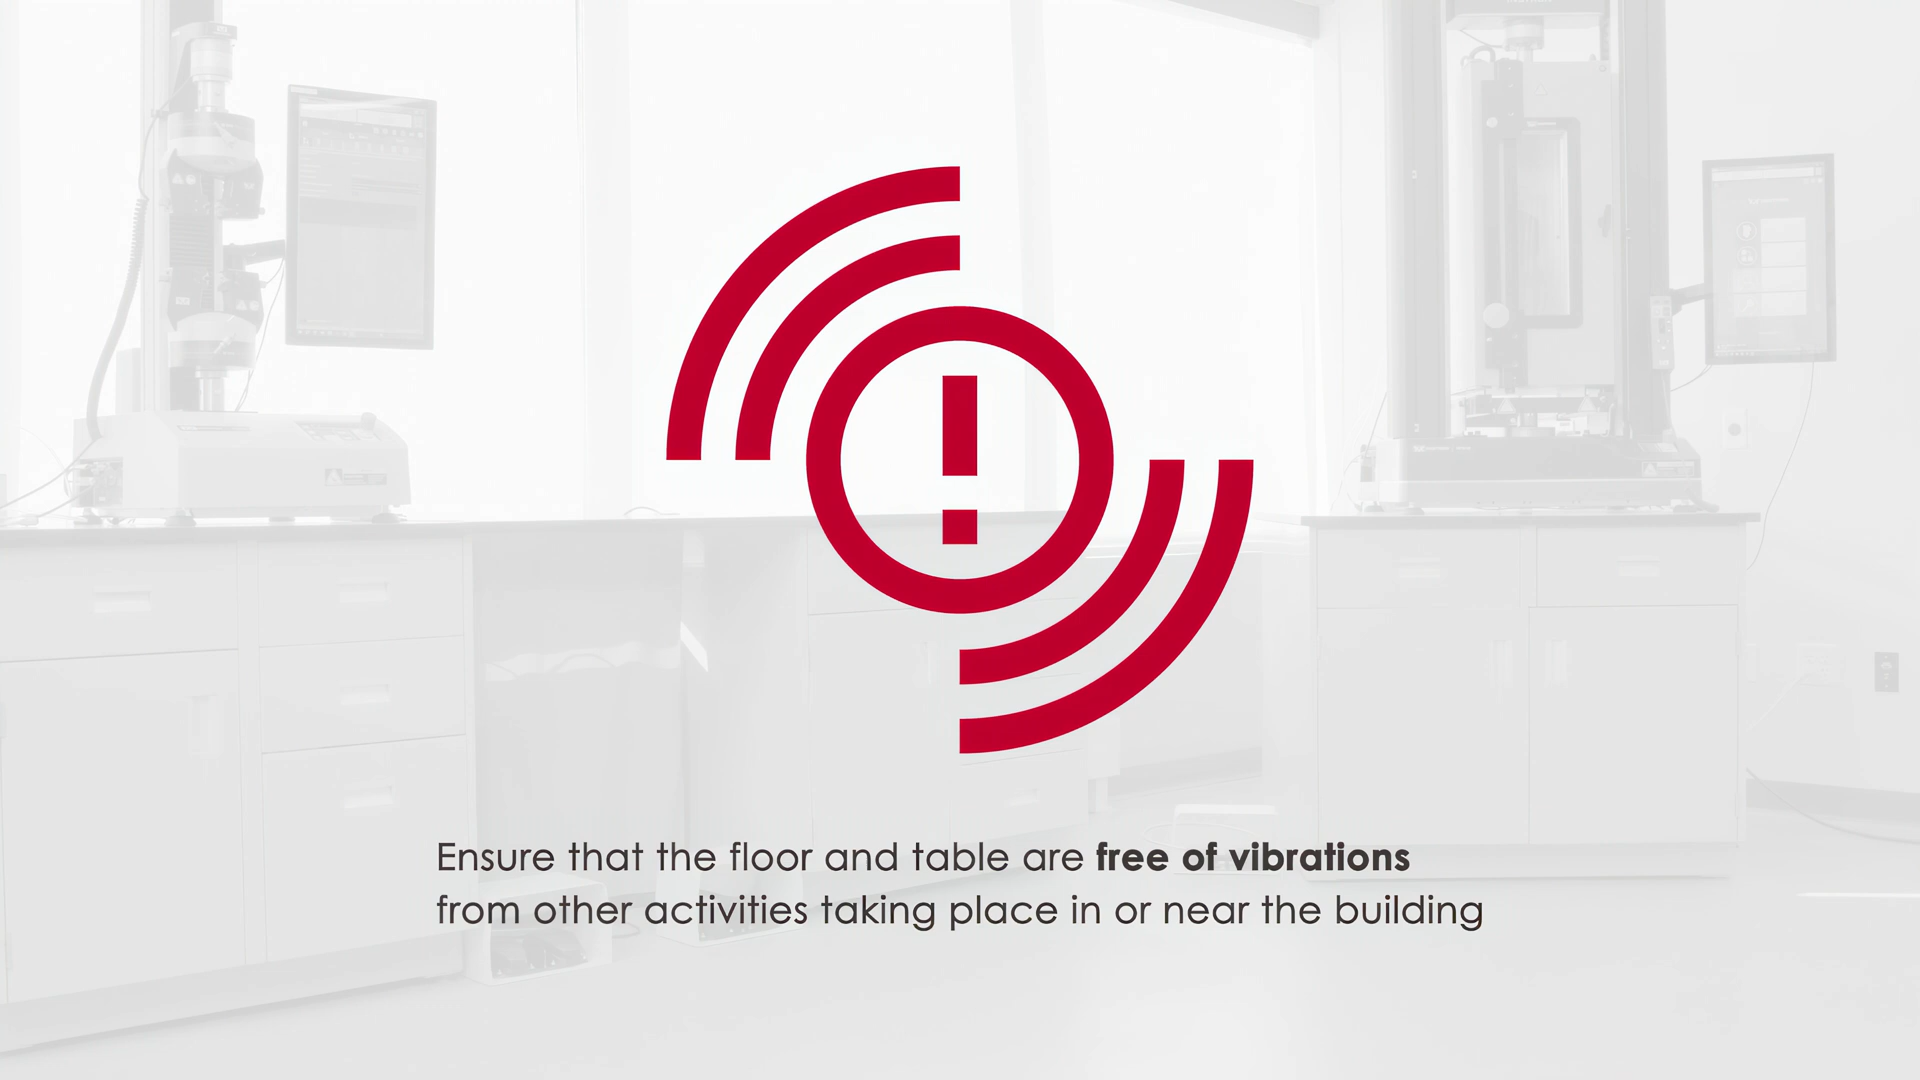 Ensure that the floor and table are free of vibrations
from other activities taking place in or near the building